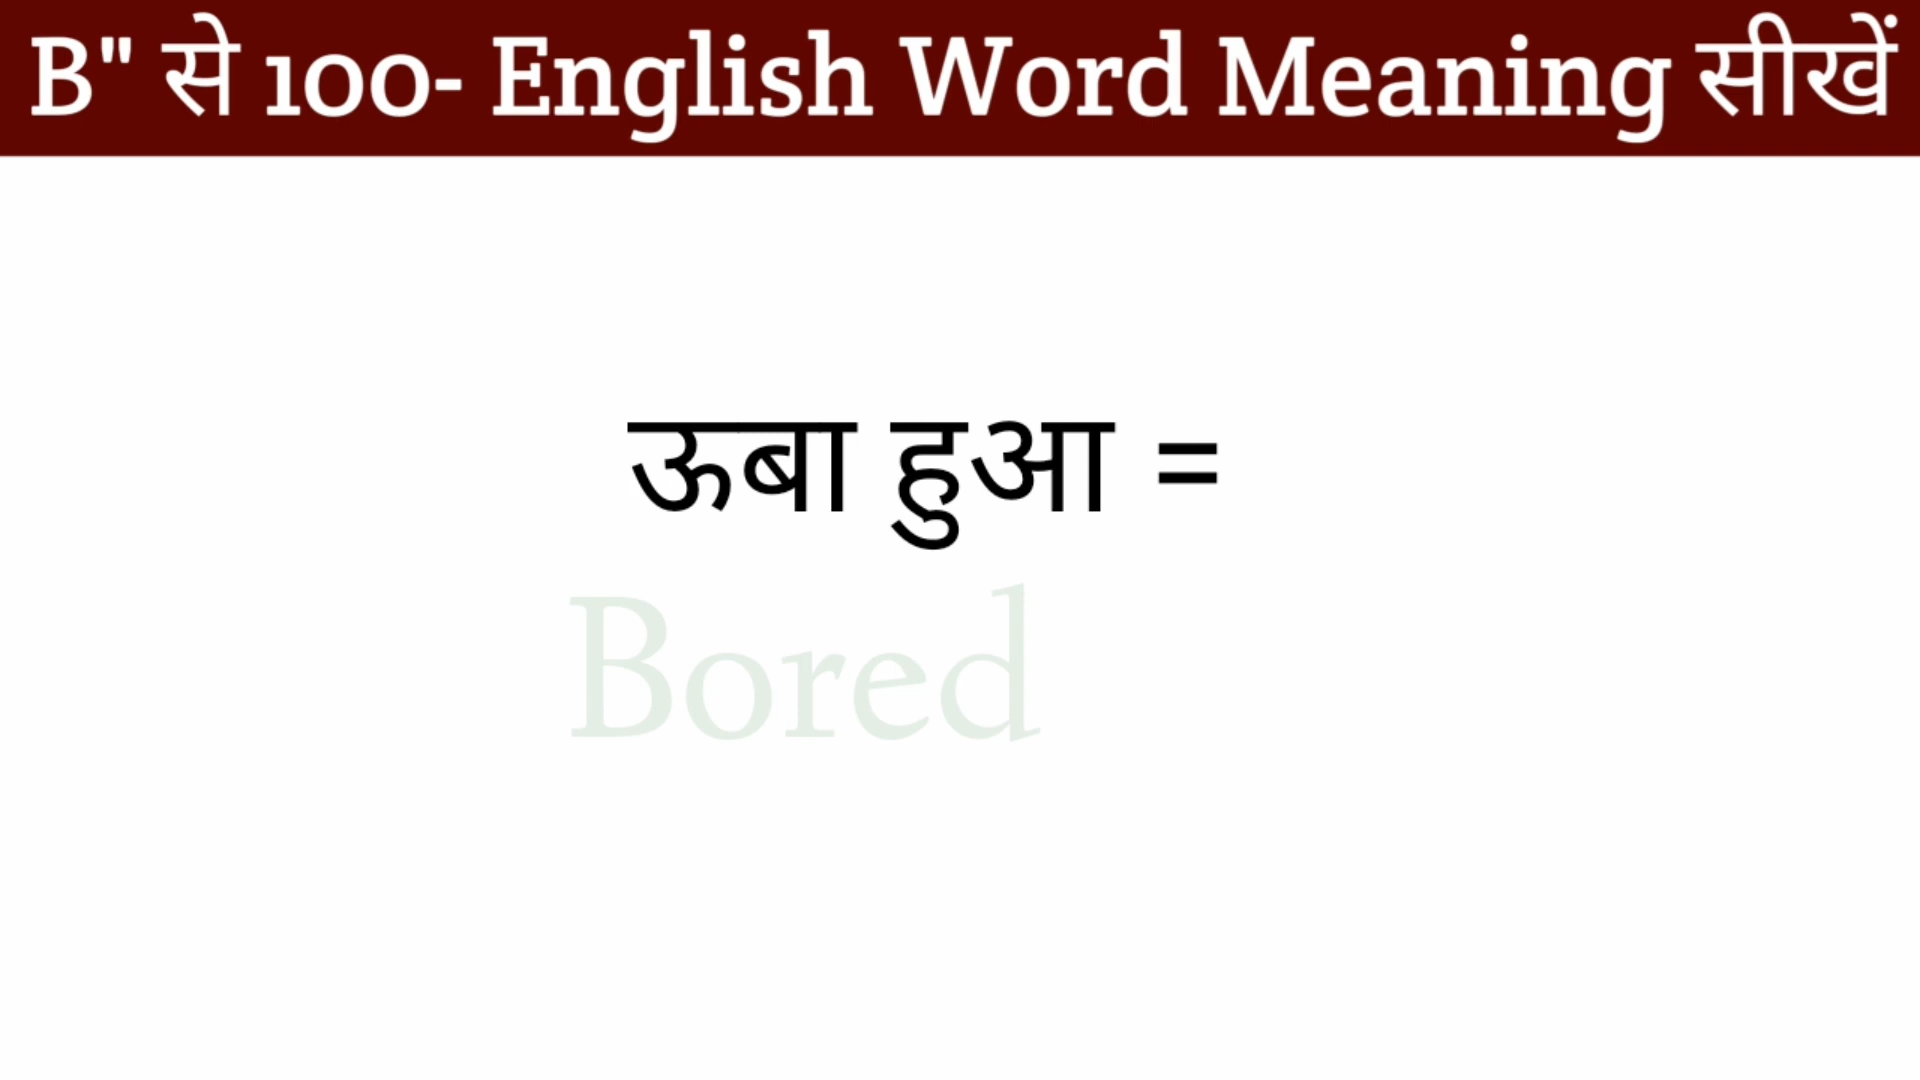 B" से 100- English Word Meaning सीखें
ऊबा हुआ =
Bored